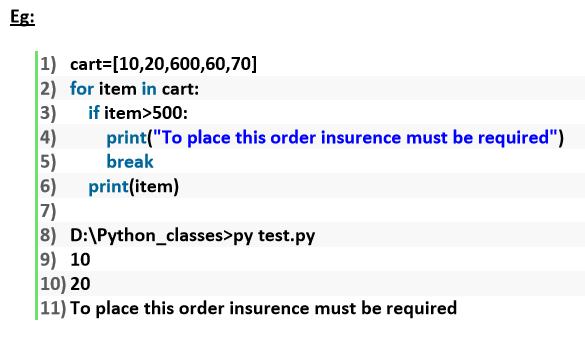 Eg:
1) cart=[10,20,600,60,70]
2) for item in cart:
3)     if item>500:
4)         print("To place this order insurence must be required")
5)         break
6)     print(item)
7)
8) D:\Python_classes>py test.py
9) 10
10) 20
11) To place this order insurence must be required